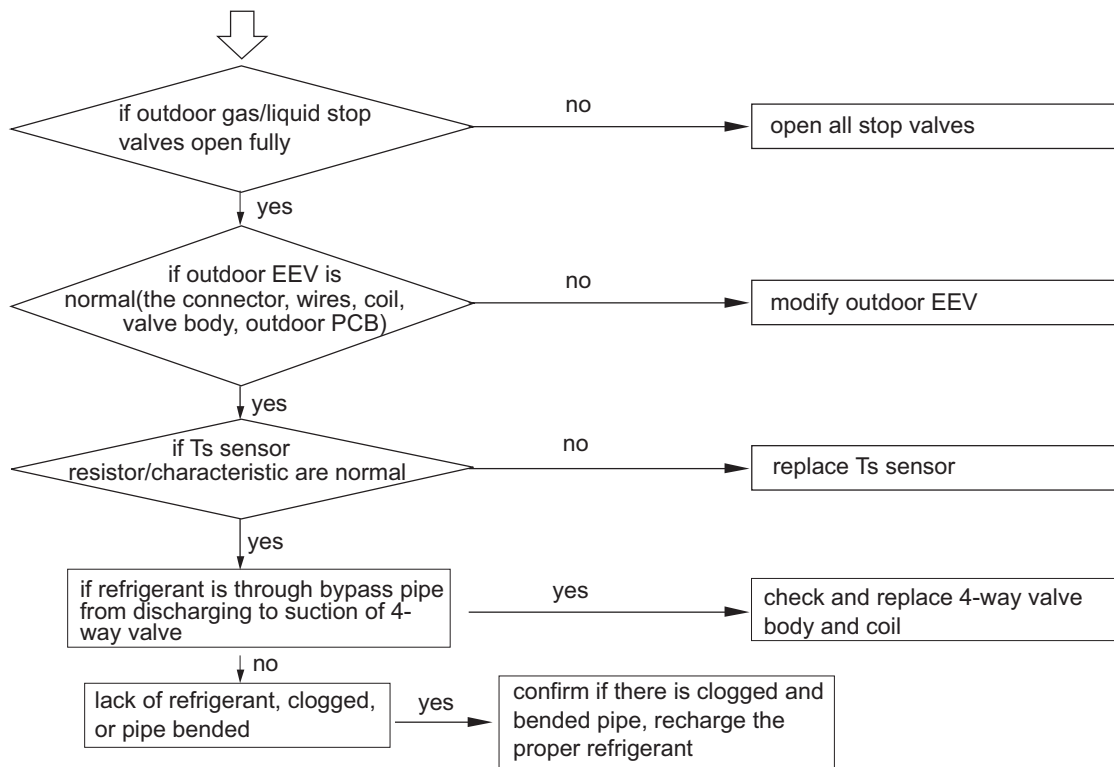 if outdoor gas/liquid stop
valves open fully
no
open all stop valves
yes
if outdoor EEV is
normal(the connector, wires, coil,
valve body, outdoor PCB)
no
modify outdoor EEV
yes
if Ts sensor
resistor/characteristic are normal
no
replace Ts sensor
yes
if refrigerant is through bypass pipe
from discharging to suction of 4-
way valve
yes
check and replace 4-way valve
body and coil
no
lack of refrigerant, clogged,
or pipe bended
yes
confirm if there is clogged and
bended pipe, recharge the
proper refrigerant